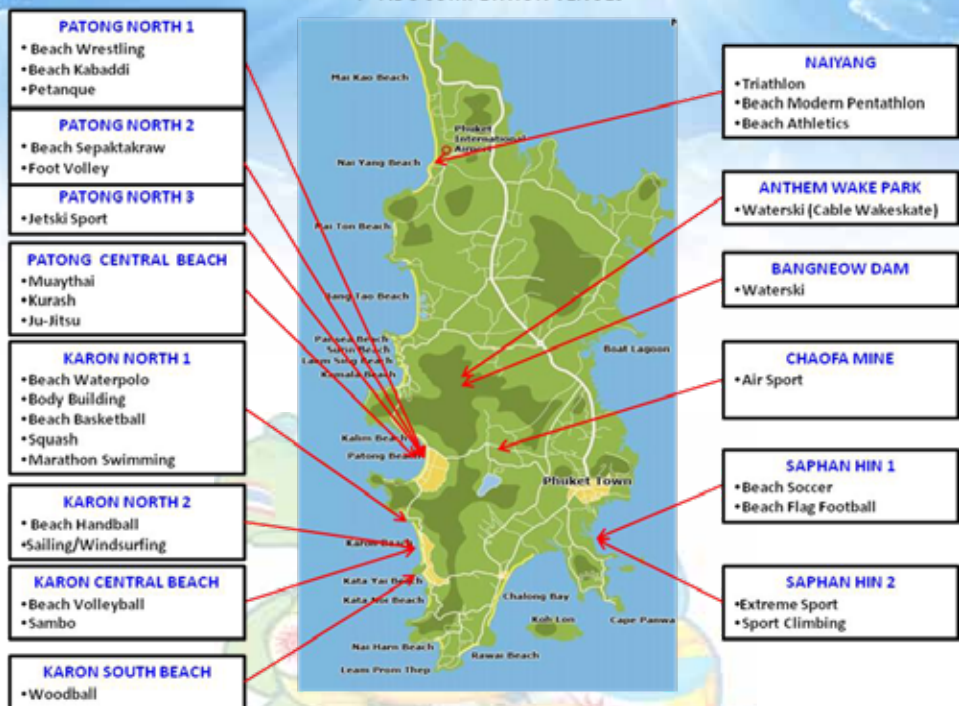 PATONG NORTH 1
• Beach Wrestling
•Beach Kabaddi
•Petanque
PATONG NORTH 2
• Beach Sepaktakraw
•Foot Volley
PATONG NORTH 3
•Jetski Sport
PATONG CENTRAL BEACH
•Muaythai
•Kurash
•Ju-Jitsu
KARON NORTH 1
•Beach Waterpolo
•Body Building
•Beach Basketball
•Squash
•Marathon Swimming
KARON NORTH 2
• Beach Handball
•Sailing/Windsurfing
KARON CENTRAL BEACH
•Beach Volleyball
•Sambo
KARON SOUTH BEACH
•Woodball
Mai Kao Beach
Phuket
International
Airport
Nai Yang Beach
Nai Ton Beach
Bang Tao Beach
Pansea Beach
Surin Beach
Laem Sing Beach
Kamala Beach
Boat Lagoon
Kalim Beach
Patong Beach
Phuket Town
Karon Beach
Kata Yai Beach
Kata Noi Beach
Chalong Bay
Koh Lon
Cape Panwa
Nai Harn Beach
Rawai Beach
Leam Prom Thep
NAIYANG
•Triathlon
•Beach Modern Pentathlon
•Beach Athletics
ANTHEM WAKE PARK
•Waterski (Cable Wakeskate)
BANGNEOW DAM
•Waterski
CHAOFA MINE
•Air Sport
SAPHAN HIN 1
•Beach Soccer
•Beach Flag Football
SAPHAN HIN 2
•Extreme Sport
•Sport Climbing